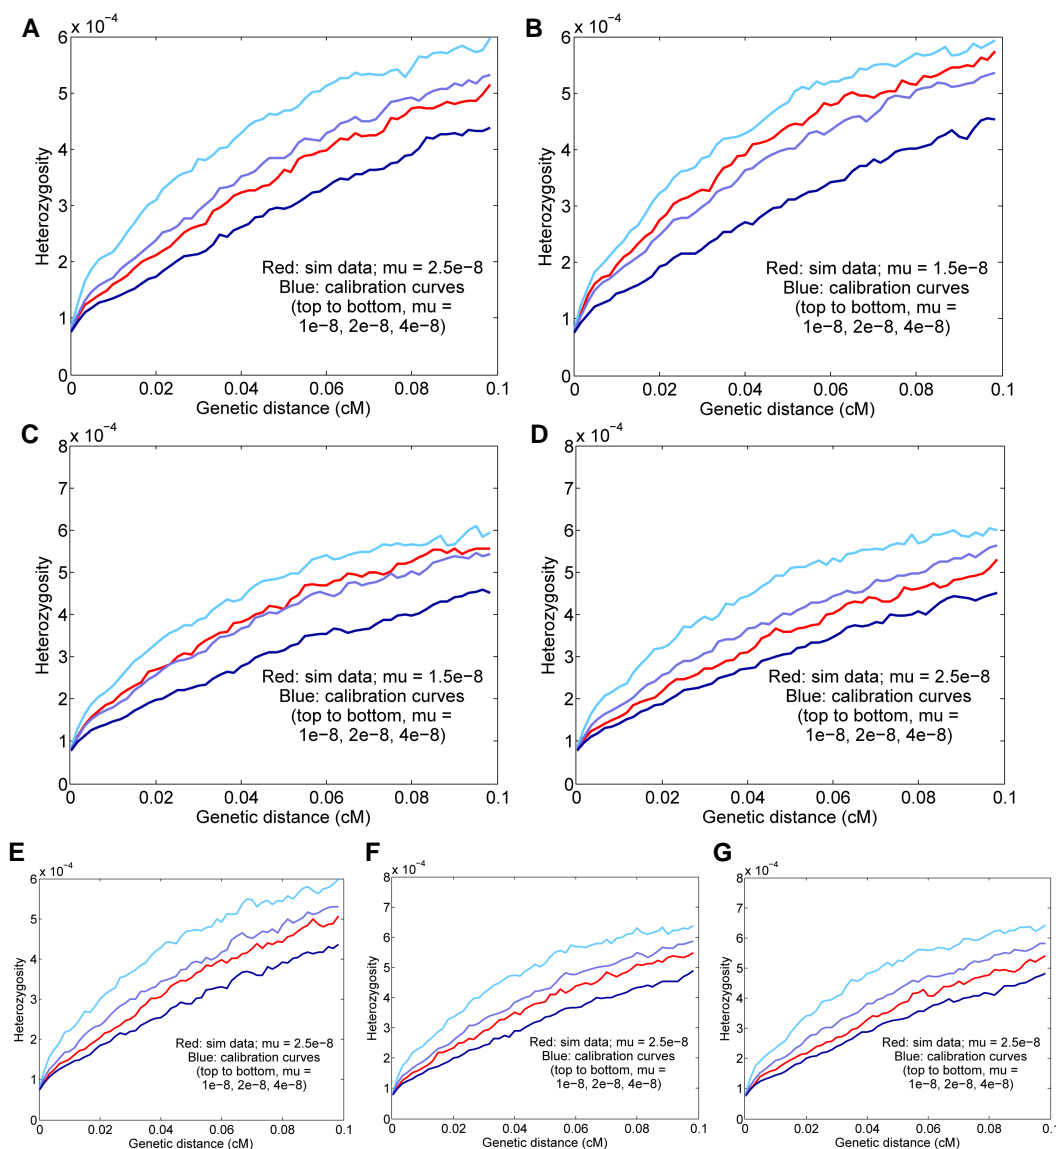 A
x 10⁻⁴
6
5
4
3
2
1
0
Heterozygosity
Red: sim data; mu = 2.5e−8
Blue: calibration curves
(top to bottom, mu =
1e−8, 2e−8, 4e−8)
0 0.02 0.04 0.06 0.08 0.1
Genetic distance (cM)
B
x 10⁻⁴
6
5
4
3
2
1
0
Heterozygosity
Red: sim data; mu = 1.5e−8
Blue: calibration curves
(top to bottom, mu =
1e−8, 2e−8, 4e−8)
0 0.02 0.04 0.06 0.08 0.1
Genetic distance (cM)
C
x 10⁻⁴
8
7
6
5
4
3
2
1
0
Heterozygosity
Red: sim data; mu = 1.5e−8
Blue: calibration curves
(top to bottom, mu =
1e−8, 2e−8, 4e−8)
0 0.02 0.04 0.06 0.08 0.1
Genetic distance (cM)
D
x 10⁻⁴
8
7
6
5
4
3
2
1
0
Heterozygosity
Red: sim data; mu = 2.5e−8
Blue: calibration curves
(top to bottom, mu =
1e−8, 2e−8, 4e−8)
0 0.02 0.04 0.06 0.08 0.1
Genetic distance (cM)
E
x 10⁻⁴
6
5
4
3
2
1
0
Heterozygosity
Red: sim data; mu = 2.5e−8
Blue: calibration curves
(top to bottom, mu =
1e−8, 2e−8, 4e−8)
0 0.02 0.04 0.06 0.08 0.1
Genetic distance (cM)
F
x 10⁻⁴
8
7
6
5
4
3
2
1
0
Heterozygosity
Red: sim data; mu = 2.5e−8
Blue: calibration curves
(top to bottom, mu =
1e−8, 2e−8, 4e−8)
0 0.02 0.04 0.06 0.08 0.1
Genetic distance (cM)
G
x 10⁻⁴
8
7
6
5
4
3
2
1
0
Heterozygosity
Red: sim data; mu = 2.5e−8
Blue: calibration curves
(top to bottom, mu =
1e−8, 2e−8, 4e−8)
0 0.02 0.04 0.06 0.08 0.1
Genetic distance (cM)